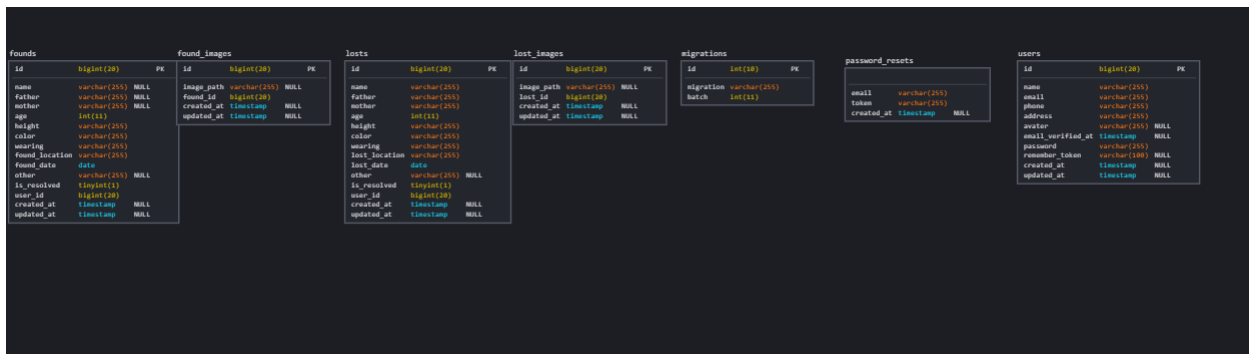 founds
id bigint(20) PK
name varchar(255) NULL
father varchar(255) NULL
mother varchar(255) NULL
age int(11)
height varchar(255)
color varchar(255)
wearing varchar(255)
found_location varchar(255)
found_date date
other varchar(255) NULL
is_resolved tinyint(1)
user_id bigint(20)
created_at timestamp NULL
updated_at timestamp NULL
found_images
id bigint(20) PK
image_path varchar(255) NULL
found_id bigint(20)
created_at timestamp NULL
updated_at timestamp NULL
losts
id bigint(20) PK
name varchar(255)
father varchar(255)
mother varchar(255)
age int(11)
height varchar(255)
color varchar(255)
wearing varchar(255)
lost_location varchar(255)
lost_date date
other varchar(255) NULL
is_resolved tinyint(1)
user_id bigint(20)
created_at timestamp NULL
updated_at timestamp NULL
lost_images
id bigint(20) PK
image_path varchar(255) NULL
lost_id bigint(20)
created_at timestamp NULL
updated_at timestamp NULL
migrations
id int(10) PK
migration varchar(255)
batch int(11)
password_resets
email varchar(255)
token varchar(255)
created_at timestamp NULL
users
id bigint(20) PK
name varchar(255)
email varchar(255)
phone varchar(255)
address varchar(255)
avater varchar(255) NULL
email_verified_at timestamp NULL
password varchar(255)
remember_token varchar(100) NULL
created_at timestamp NULL
updated_at timestamp NULL